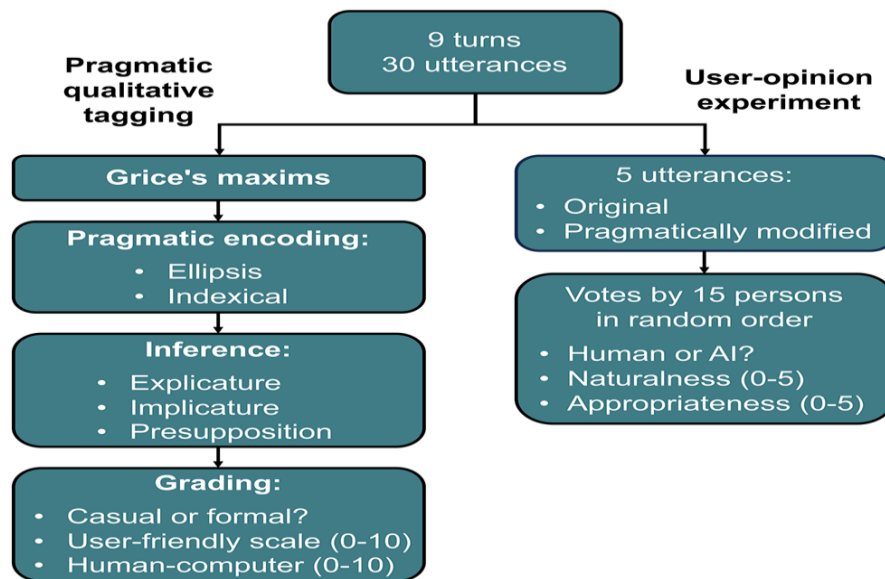 9 turns
30 utterances
Pragmatic
qualitative
tagging
User-opinion
experiment
Grice's maxims
Pragmatic encoding:
• Ellipsis
• Indexical
Inference:
• Explicature
• Implicature
• Presupposition
Grading:
• Casual or formal?
• User-friendly scale (0-10)
• Human-computer (0-10)
5 utterances:
• Original
• Pragmatically modified
Votes by 15 persons
in random order
• Human or AI?
• Naturalness (0-5)
• Appropriateness (0-5)